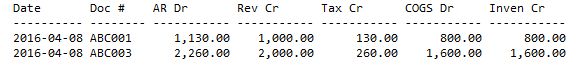 Date Doc # AR Dr Rev Cr Tax Cr COGS Dr Inven Cr
---------- ------ ---------- ---------- ---------- ---------- ----------
2016-04-08 ABC001 1,130.00 1,000.00 130.00 800.00 800.00
2016-04-08 ABC003 2,260.00 2,000.00 260.00 1,600.00 1,600.00